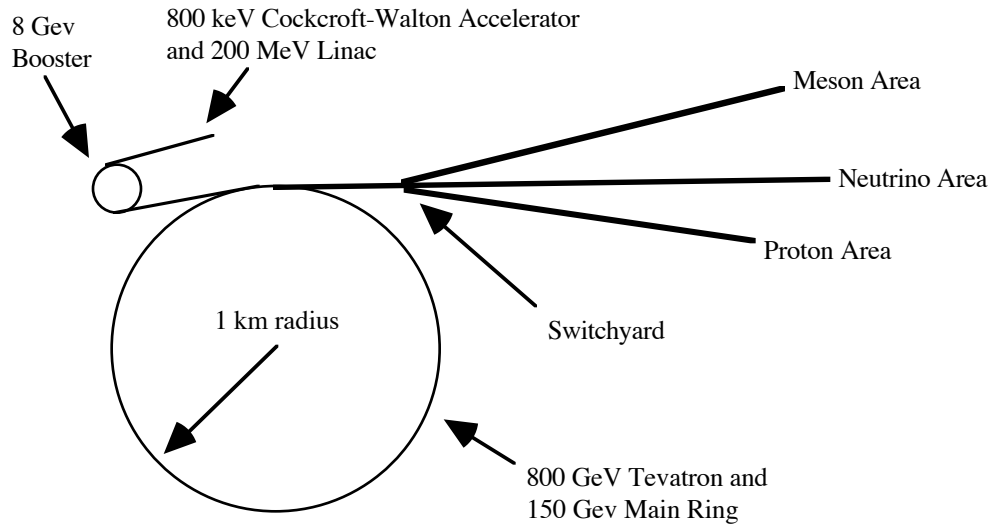 8 Gev
Booster
800 keV Cockcroft-Walton Accelerator
and 200 MeV Linac
Meson Area
Neutrino Area
Proton Area
1 km radius
Switchyard
800 GeV Tevatron and
150 Gev Main Ring